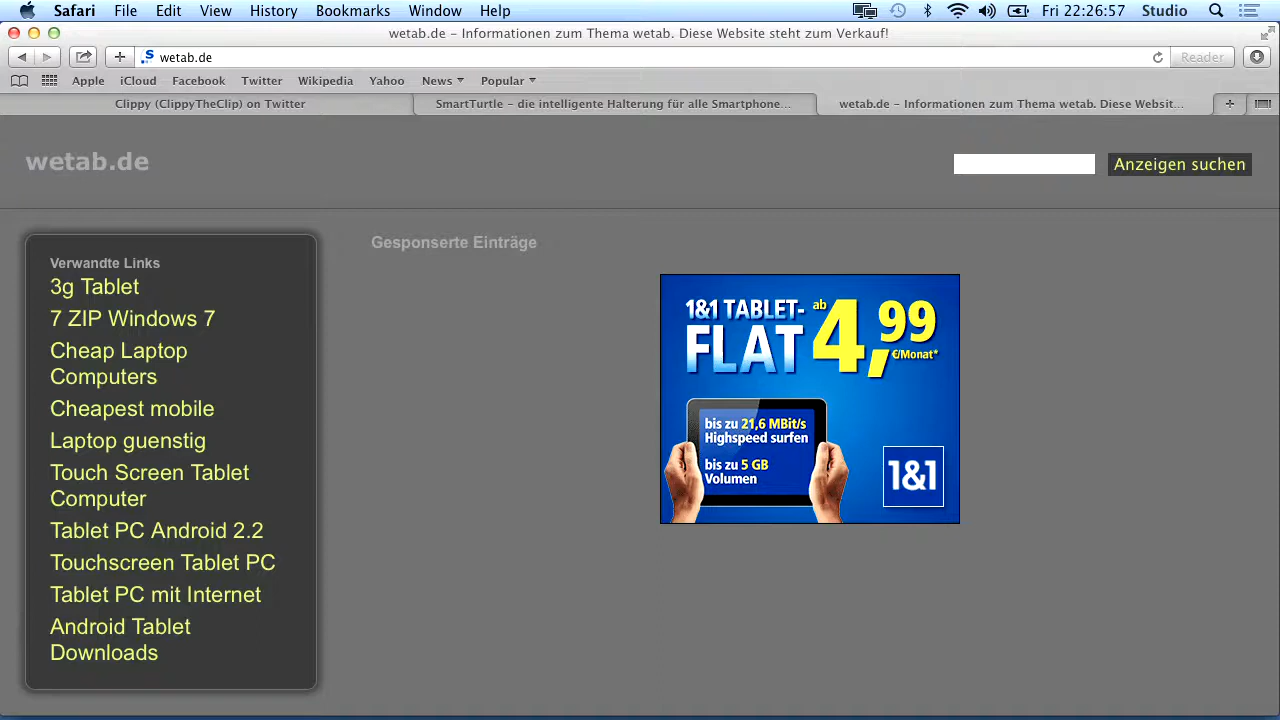 Safari File Edit View History Bookmarks Window Help Fri 22:26:57 Studio
wetab.de – Informationen zum Thema wetab. Diese Website steht zum Verkauf!
wetab.de Reader
Apple iCloud Facebook Twitter Wikipedia Yahoo News Popular
Clippy (ClippyTheClip) on Twitter SmartTurtle – die intelligente Halterung für alle Smartphone... wetab.de – Informationen zum Thema wetab. Diese Websit...
wetab.de
Anzeigen suchen
Verwandte Links
3g Tablet
7 ZIP Windows 7
Cheap Laptop
Computers
Cheapest mobile
Laptop guenstig
Touch Screen Tablet
Computer
Tablet PC Android 2.2
Touchscreen Tablet PC
Tablet PC mit Internet
Android Tablet
Downloads
Gesponserte Einträge
1&1 TABLET-
FLAT
ab 4,99
€/Monat*
bis zu 21,6 MBit/s
Highspeed surfen
bis zu 5 GB
Volumen
1&1